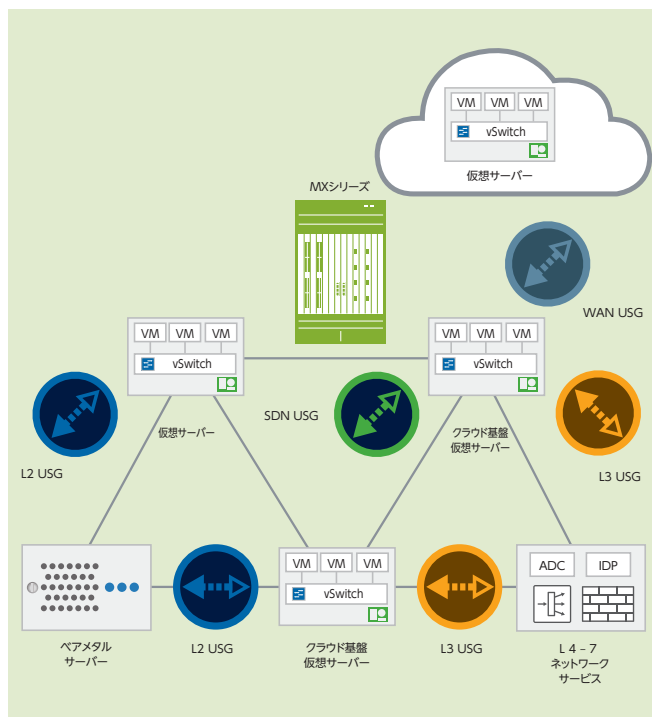 VM VM VM
vSwitch
仮想サーバー
MXシリーズ
WAN USG
VM VM VM
vSwitch
仮想サーバー
VM VM VM
vSwitch
クラウド基盤
仮想サーバー
SDN USG
L2 USG
L3 USG
ベアメタル
サーバー
L2 USG
VM VM VM
vSwitch
クラウド基盤
仮想サーバー
L3 USG
ADC IDP
L 4 – 7
ネットワーク
サービス